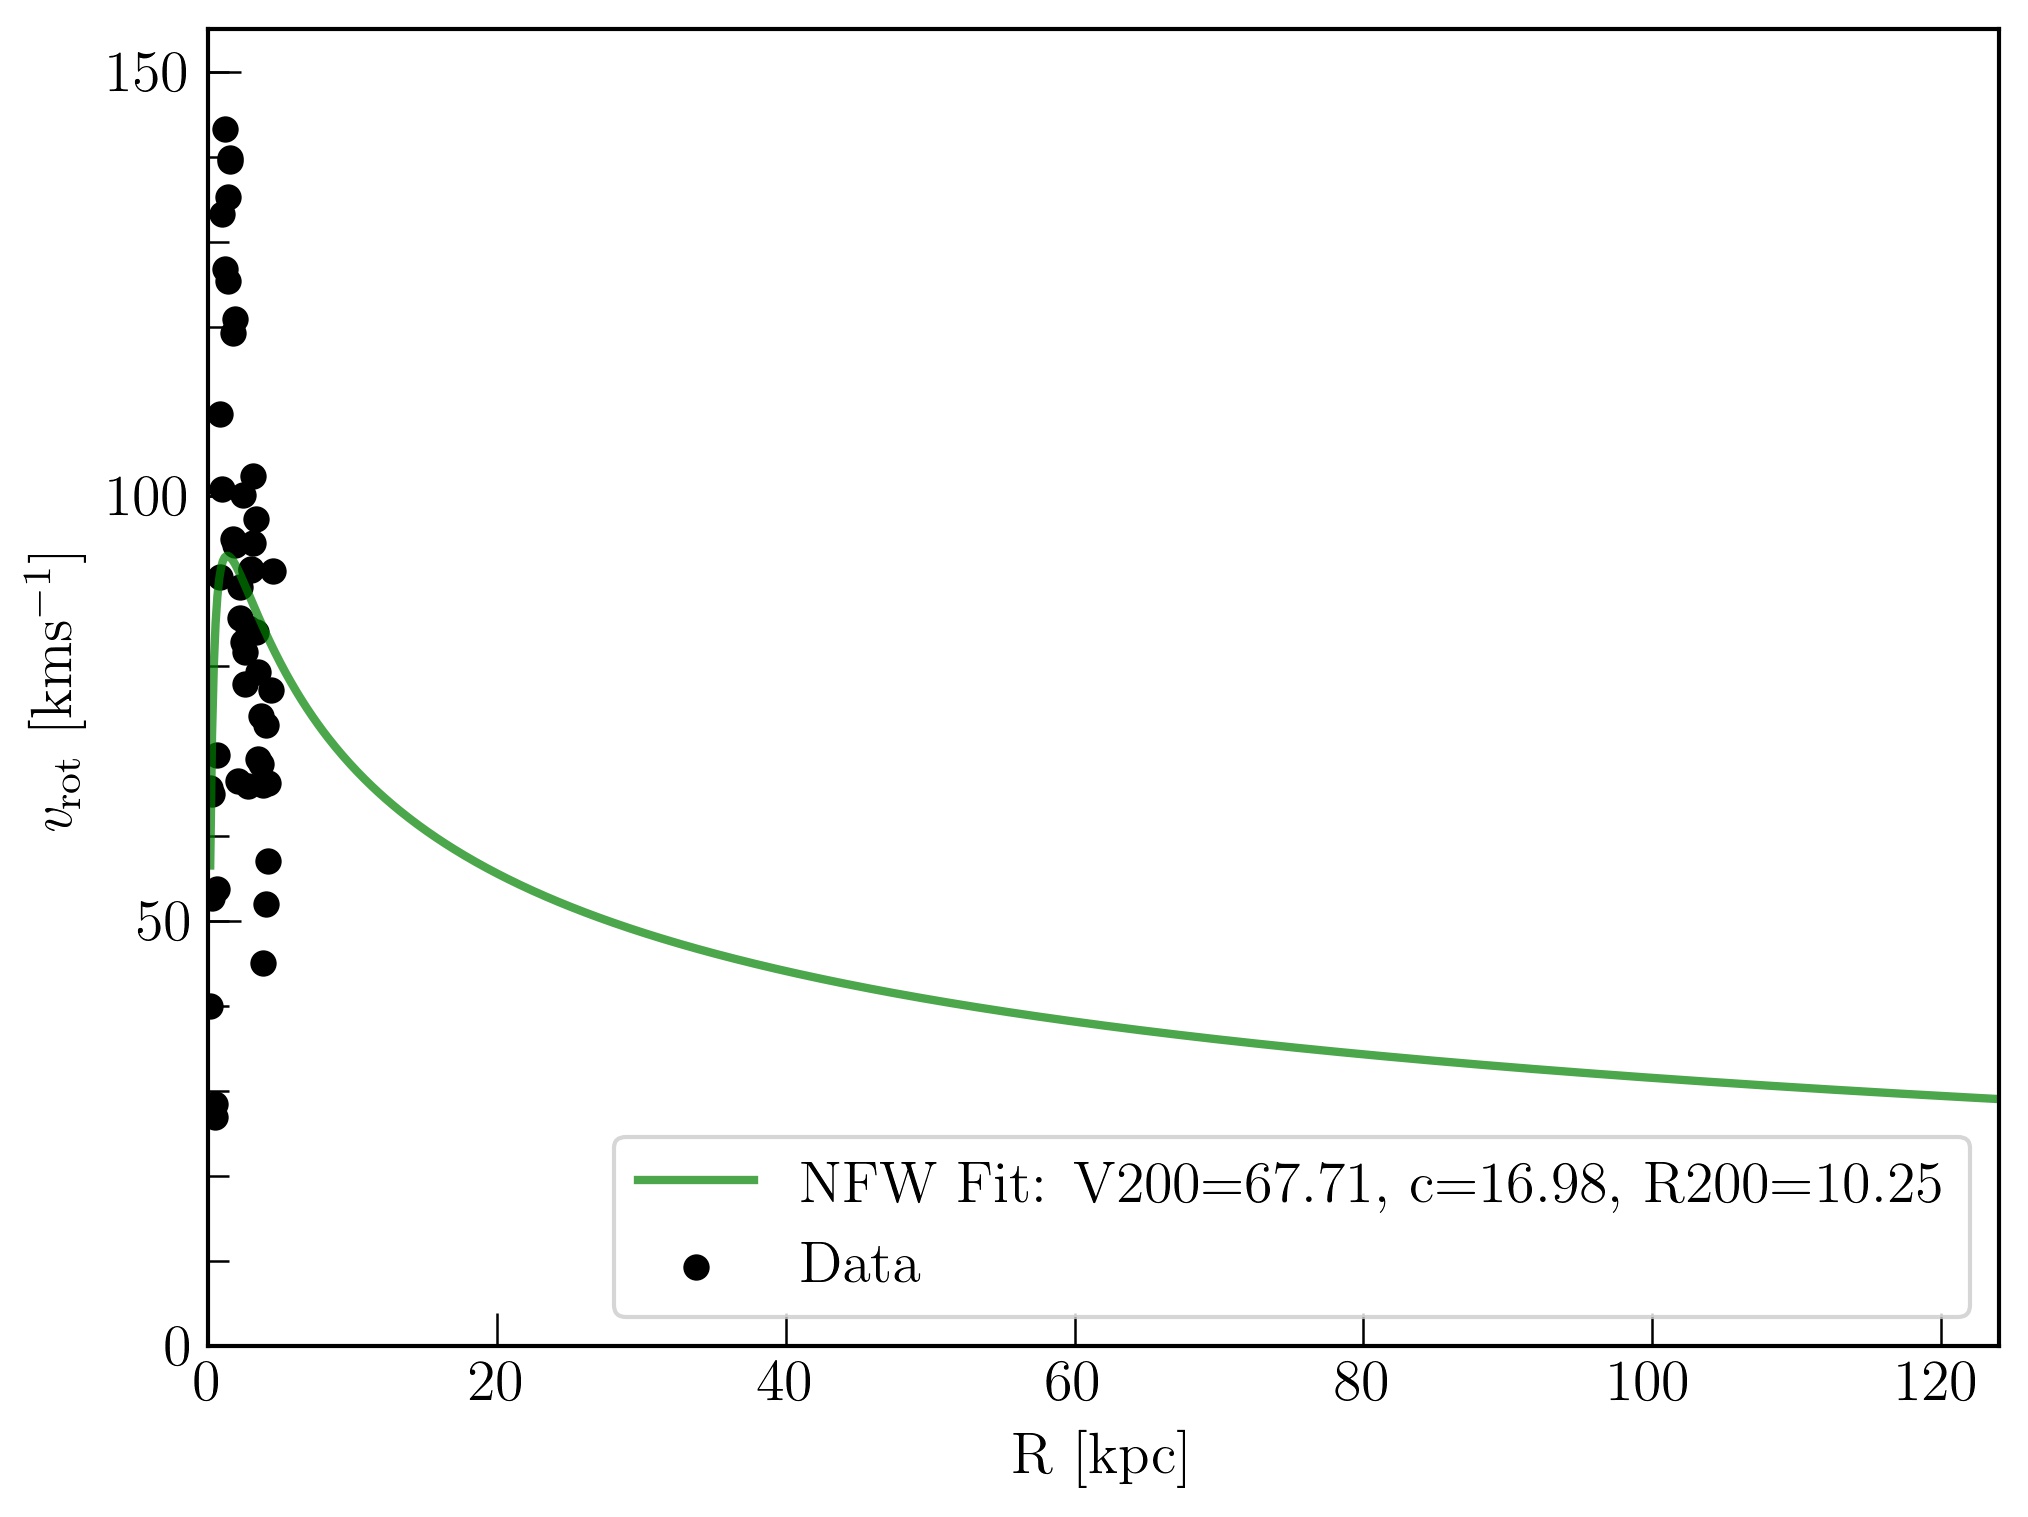 150
100
50
0
v_rot [kms^−1]
0 20 40 60 80 100 120
R [kpc]
NFW Fit: V200=67.71, c=16.98, R200=10.25
Data